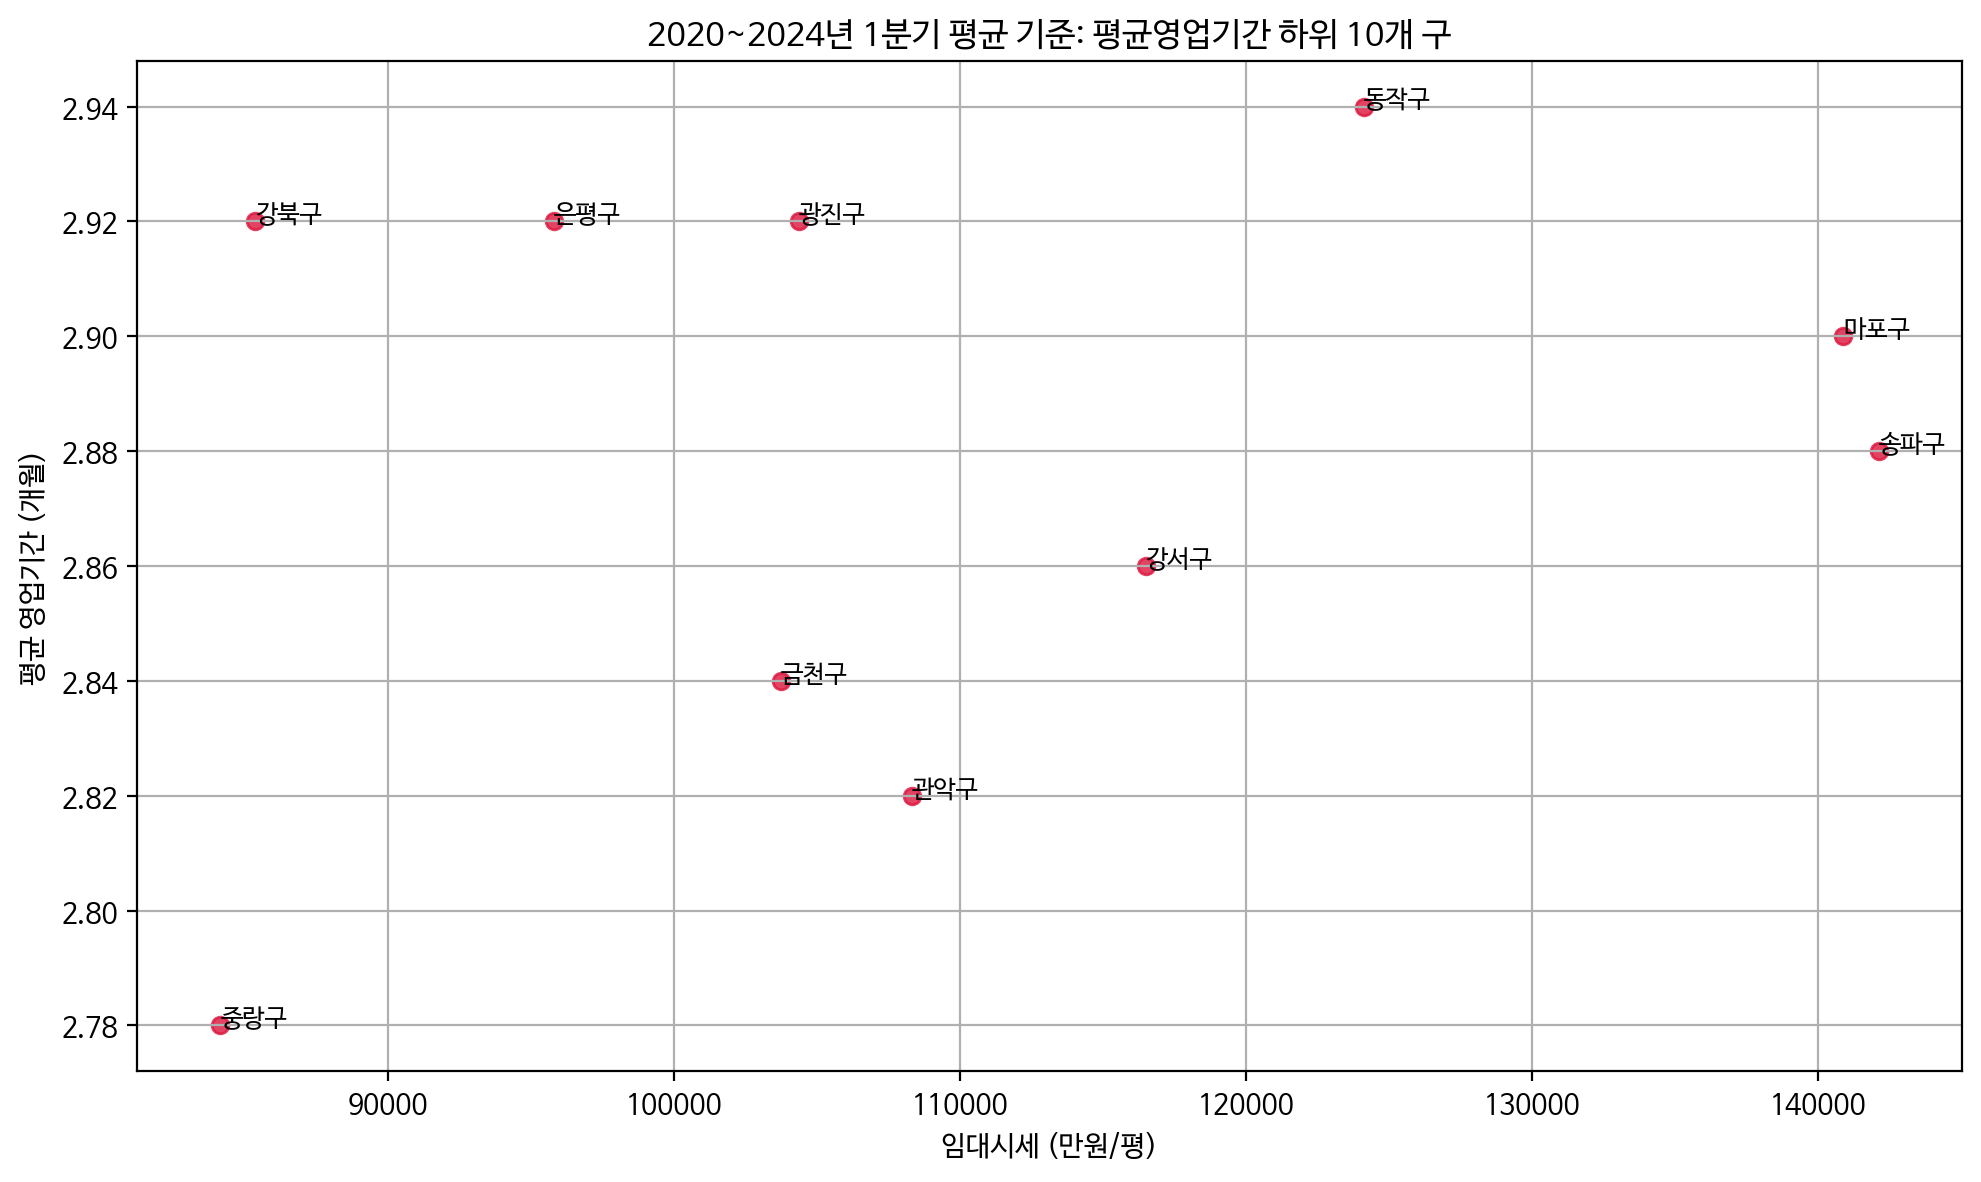 2020~2024년 1분기 평균 기준: 평균영업기간 하위 10개 구
평균 영업기간 (개월)
2.94
2.92
2.90
2.88
2.86
2.84
2.82
2.80
2.78
동작구
강북구
은평구
광진구
마포구
송파구
강서구
금천구
관악구
중랑구
90000
100000
110000
120000
130000
140000
임대시세 (만원/평)